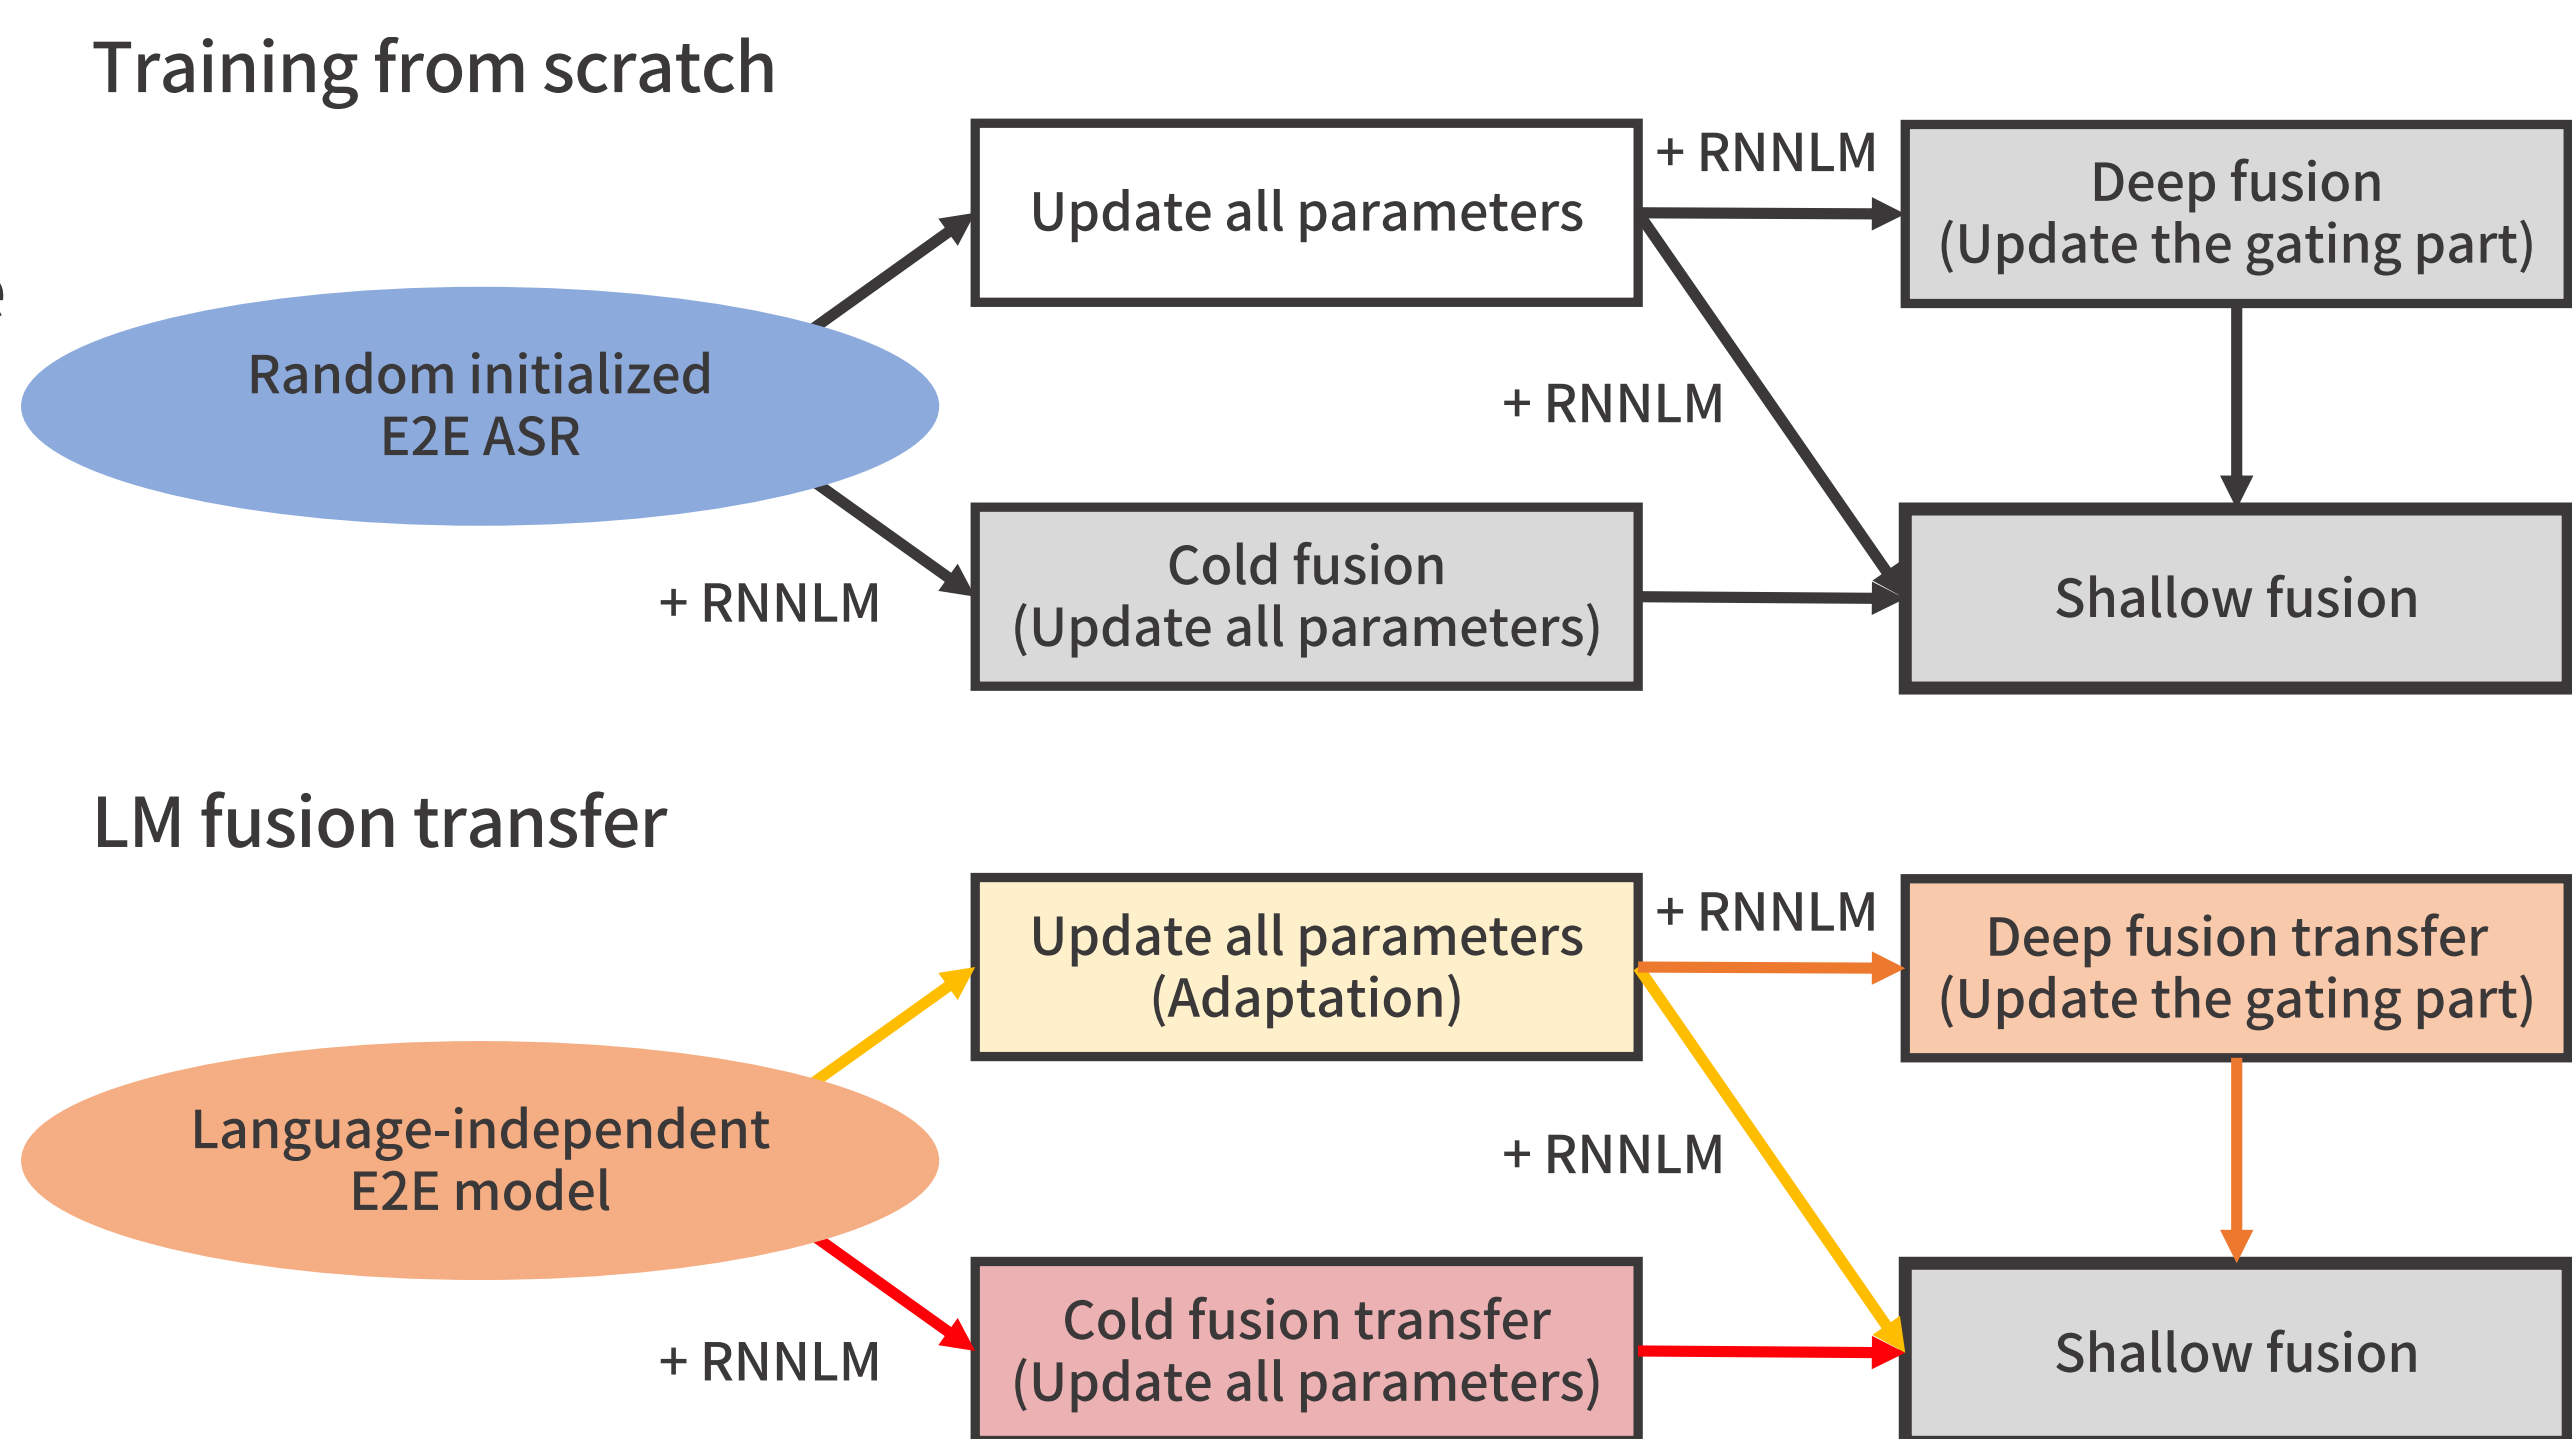 Training from scratch
Update all parameters
+ RNNLM
Deep fusion
(Update the gating part)
Random initialized
E2E ASR
+ RNNLM
+ RNNLM
Cold fusion
(Update all parameters)
Shallow fusion
LM fusion transfer
Update all parameters
(Adaptation)
+ RNNLM
Deep fusion transfer
(Update the gating part)
Language-independent
E2E model
+ RNNLM
+ RNNLM
Cold fusion transfer
(Update all parameters)
Shallow fusion